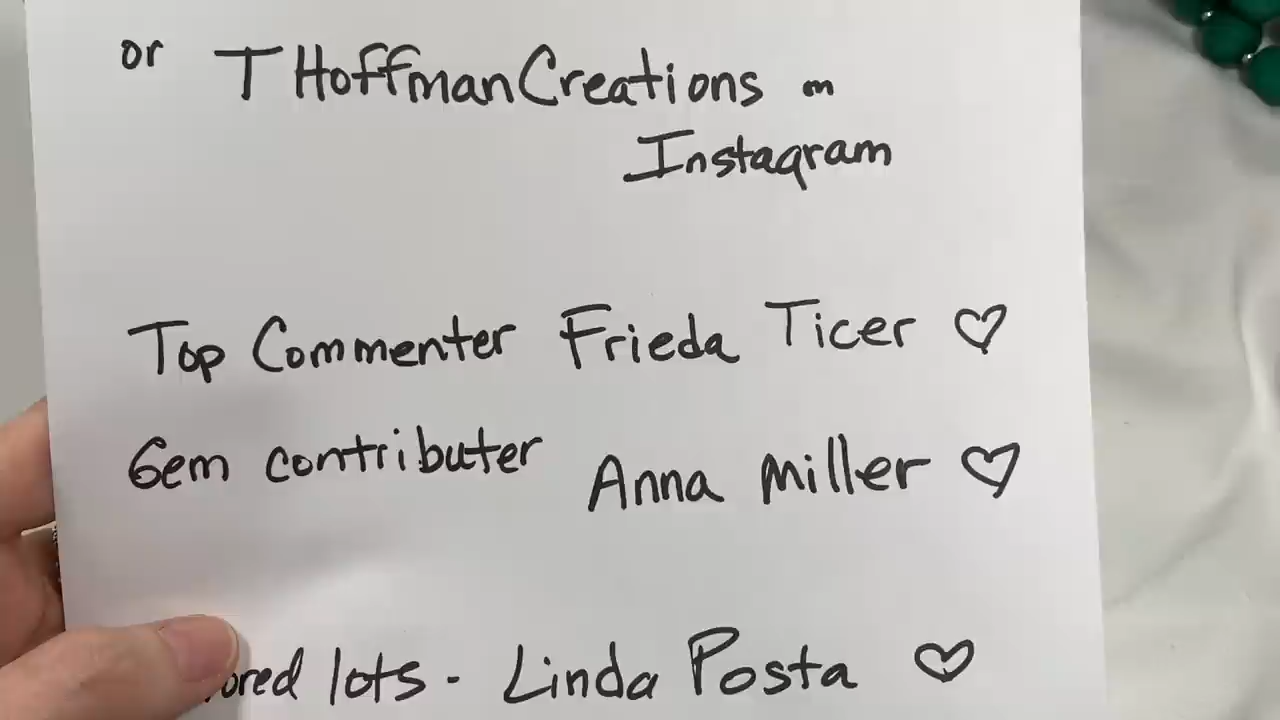 or THoffmanCreations on
Instagram
Top Commenter Frieda Ticer ♡
Gem contributer Anna Miller ♡
lots - Linda Posta ♡